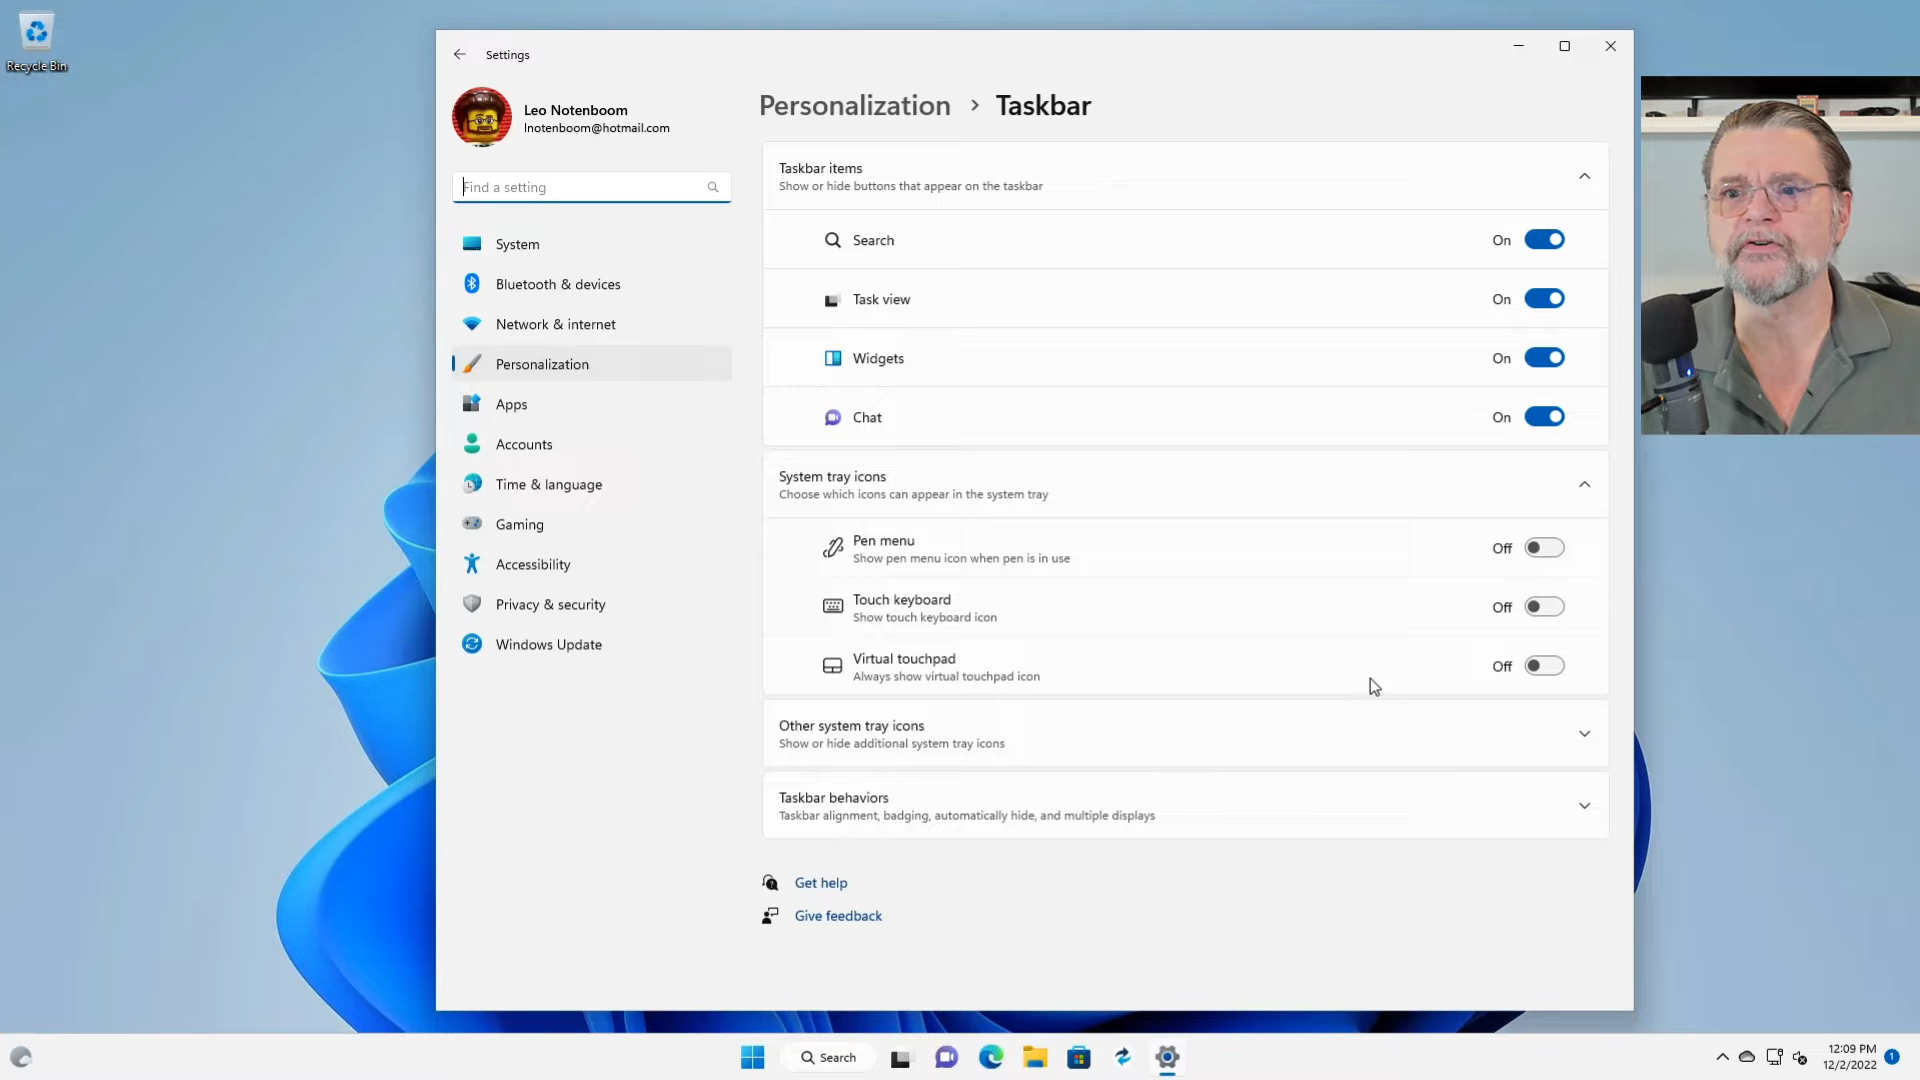 Recycle Bin
Settings
Leo Notenboom
lnotenboom@hotmail.com
Find a setting
System
Bluetooth & devices
Network & internet
Personalization
Apps
Accounts
Time & language
Gaming
Accessibility
Privacy & security
Windows Update
Personalization > Taskbar
Taskbar items
Show or hide buttons that appear on the taskbar
Search On
Task view On
Widgets On
Chat On
System tray icons
Choose which icons can appear in the system tray
Pen menu
Show pen menu icon when pen is in use
Off
Touch keyboard
Show touch keyboard icon
Off
Virtual touchpad
Always show virtual touchpad icon
Off
Other system tray icons
Show or hide additional system tray icons
Taskbar behaviors
Taskbar alignment, badging, automatically hide, and multiple displays
Get help
Give feedback
Search
12:09 PM
12/2/2022
1